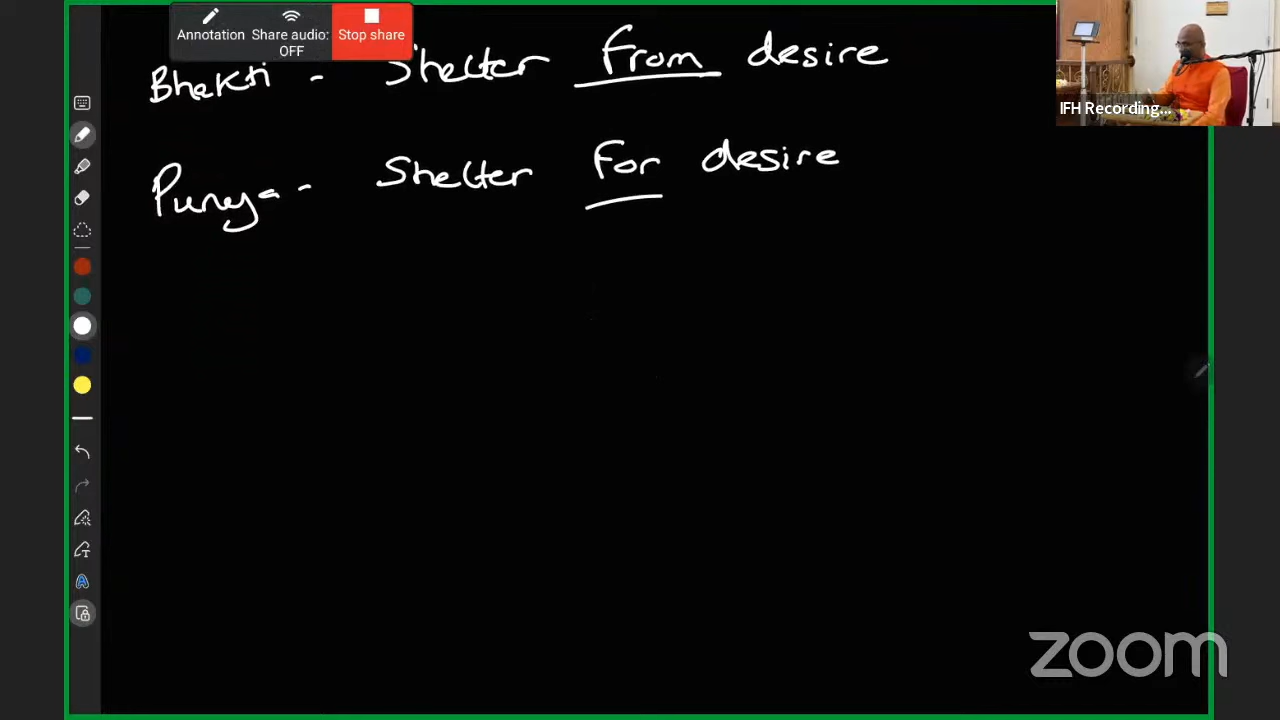 Annotation
Share audio: OFF
Stop share
Bhakti - Shelter from desire
IFH Recording...
Punya - Shelter for desire
zoom